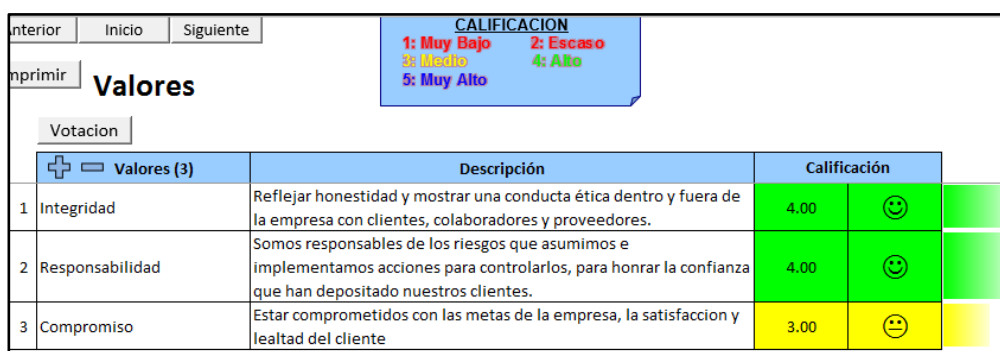 nterior Inicio Siguiente
CALIFICACION
1: Muy Bajo 2: Escaso
3: Medio 4: Alto
5: Muy Alto
mprimir
Valores
Votacion
Valores (3) Descripción Calificación
1 Integridad Reflejar honestidad y mostrar una conducta ética dentro y fuera de
la empresa con clientes, colaboradores y proveedores. 4.00
2 Responsabilidad Somos responsables de los riesgos que asumimos e
implementamos acciones para controlarlos, para honrar la confianza 4.00
que han depositado nuestros clientes.
3 Compromiso Estar comprometidos con las metas de la empresa, la satisfaccion y
lealtad del cliente 3.00